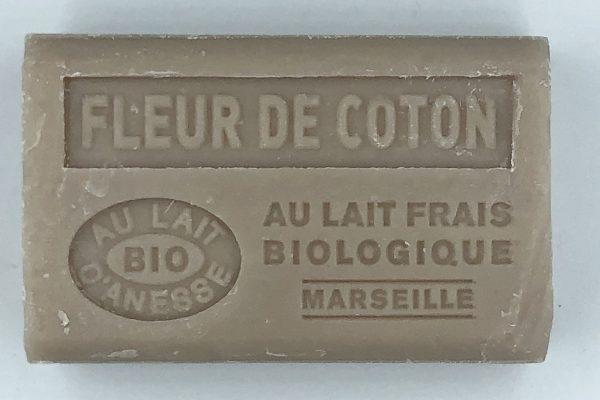 FLEUR DE COTON
AU LAIT
BIO
D'ANESSE
AU LAIT FRAIS
BIOLOGIQUE
MARSEILLE